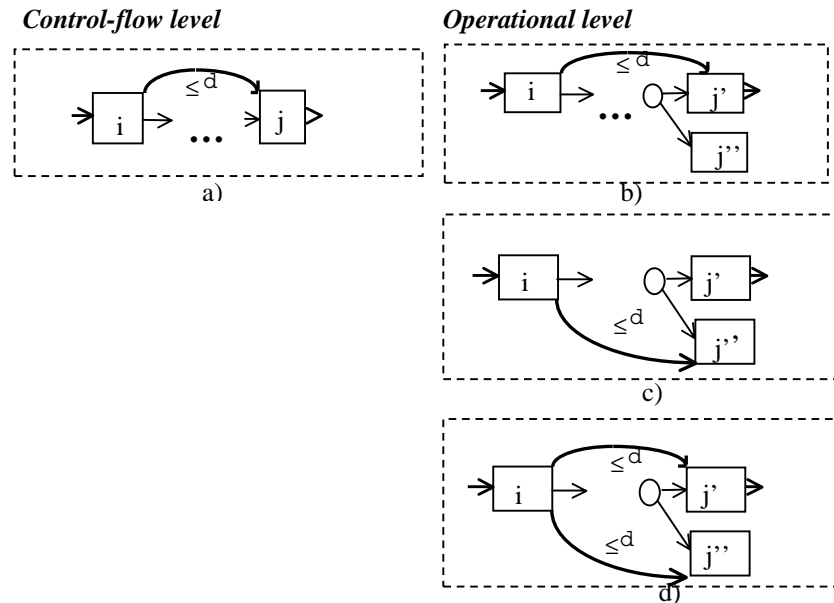 Control-flow level
Operational level
≤d
i
j
...
a)
≤d
i
j'
...
j''
b)
i
j'
≤d
j''
c)
≤d
i
j'
≤d
j''
d)